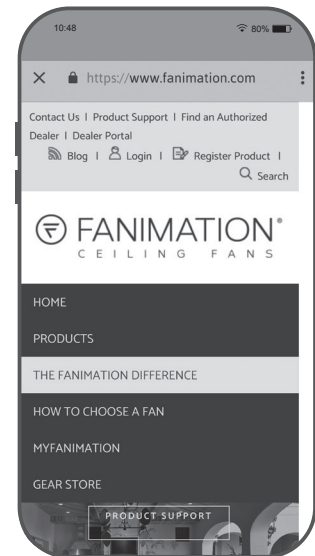 10:48 80%
https://www.fanimation.com
Contact Us | Product Support | Find an Authorized
Dealer | Dealer Portal
Blog | Login | Register Product |
Search
FANIMATION®
CEILING FANS
HOME
PRODUCTS
THE FANIMATION DIFFERENCE
HOW TO CHOOSE A FAN
MYFANIMATION
GEAR STORE
PRODUCT SUPPORT